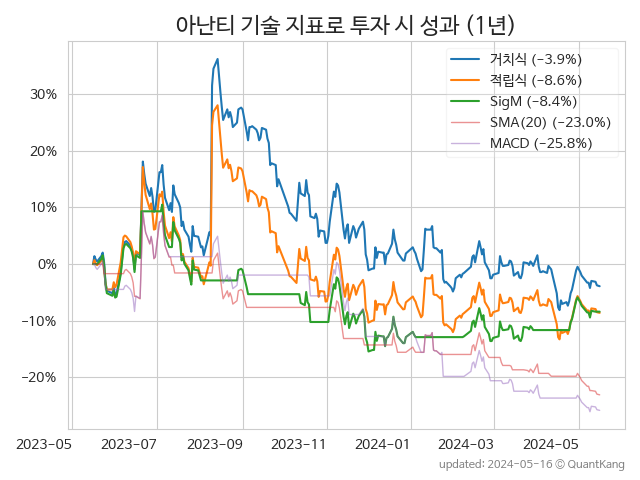 아난티 기술 지표로 투자 시 성과 (1년)
거치식 (−3.9%)
적립식 (−8.6%)
SigM (−8.4%)
SMA(20) (−23.0%)
MACD (−25.8%)
30%
20%
10%
0%
−10%
−20%
2023-05 2023-07 2023-09 2023-11 2024-01 2024-03 2024-05
updated: 2024-05-16 ⓒ QuantKang